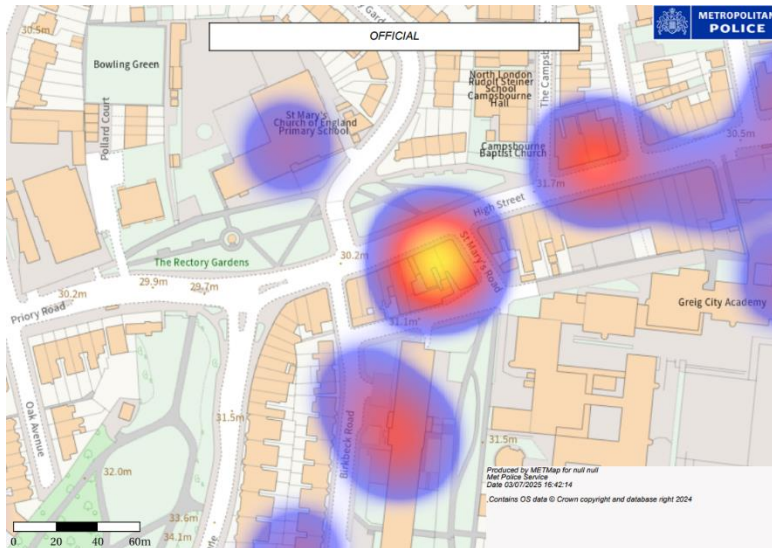 OFFICIAL
METROPOLITAN
POLICE
30.5m
Bowling Green
Pollard Court
St Mary's
Church of England
Primary School
North London
Rudolf Steiner
School
Campsbourne
Hall
The Campsbourne
Campsbourne
Baptist Church
30.5m
31.7m
High Street
St Mary's Road
The Rectory Gardens
30.2m
29.9m
29.7m
30.2m
Priory Road
31.1m
Greig City Academy
Oak Avenue
31.5m
Birkbeck Road
31.5m
32.0m
33.6m
34.1m
Produced by METMap for null null
Met Police Service
Date 03/07/2025 16:42:14
.Contains OS data © Crown copyright and database right 2024
0 20 40 60m